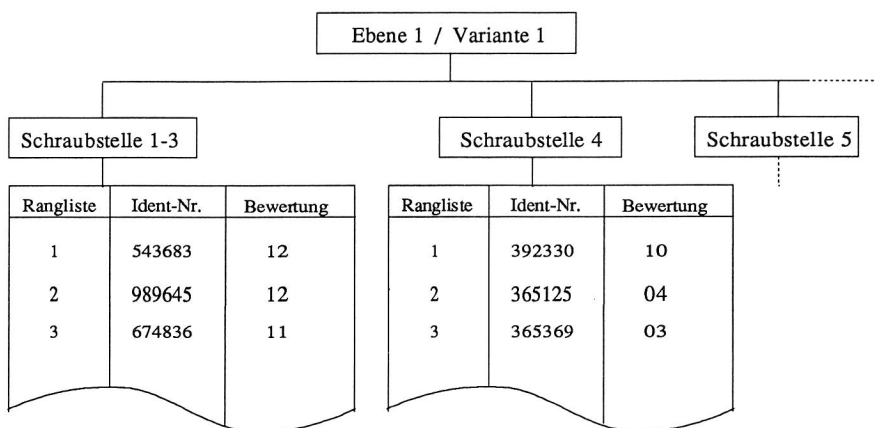 Ebene 1 / Variante 1
Schraubstelle 1-3
Schraubstelle 4
Schraubstelle 5
Rangliste Ident-Nr. Bewertung
1 543683 12
2 989645 12
3 674836 11
Rangliste Ident-Nr. Bewertung
1 392330 10
2 365125 04
3 365369 03